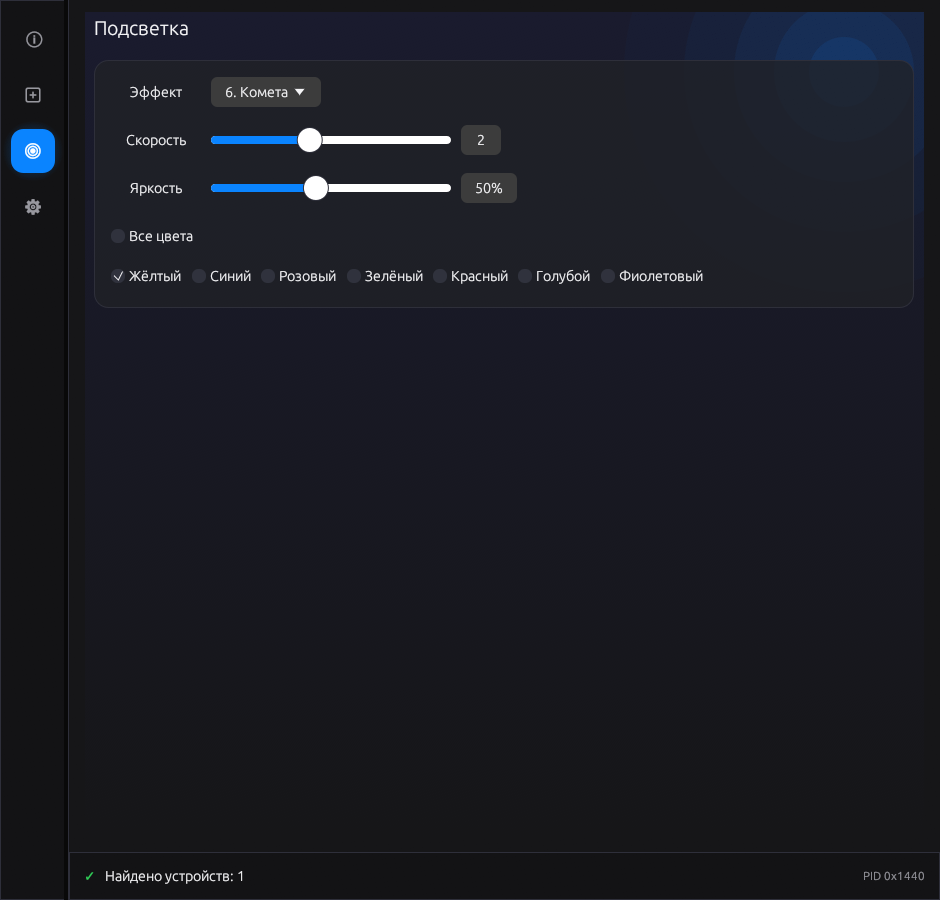 Подсветка
Эффект 6. Комета
Скорость 2
Яркость 50%
Все цвета
Жёлтый Синий Розовый Зелёный Красный Голубой Фиолетовый
✓ Найдено устройств: 1 PID 0x1440